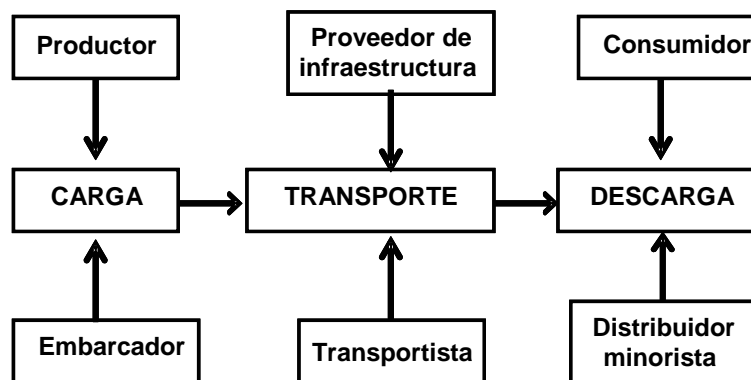 Productor
Proveedor de
infraestructura
Consumidor
CARGA
TRANSPORTE
DESCARGA
Embarcador
Transportista
Distribuidor
minorista